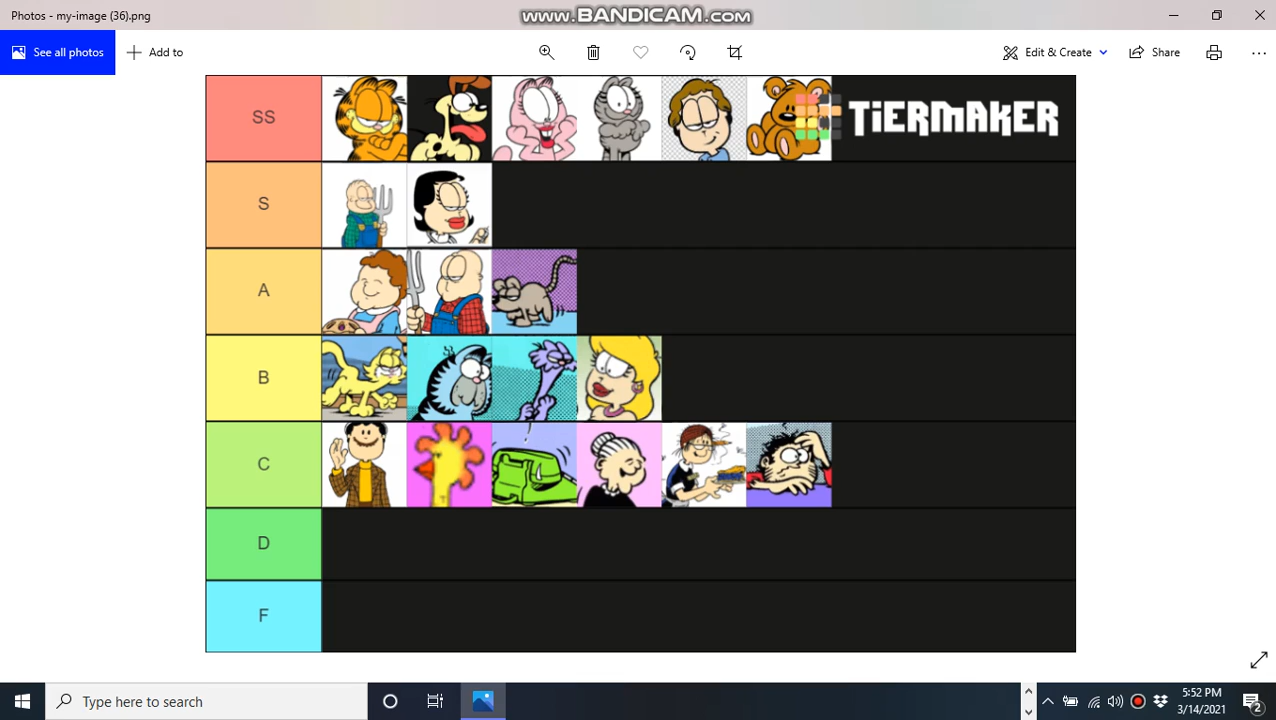 Photos - my-image (36).png
www.BANDICAM.com
See all photos
Add to
Edit & Create
Share
SS
TiERMAKER
S
A
B
C
D
F
Type here to search
5:52 PM
3/14/2021
2